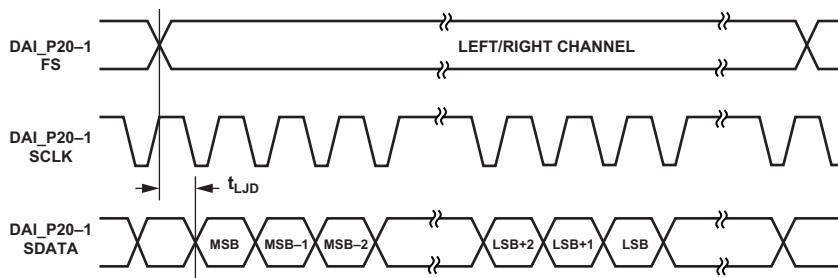 DAI_P20–1
FS
LEFT/RIGHT CHANNEL
DAI_P20–1
SCLK
tLJD
DAI_P20–1
SDATA
MSB
MSB–1
MSB–2
LSB+2
LSB+1
LSB